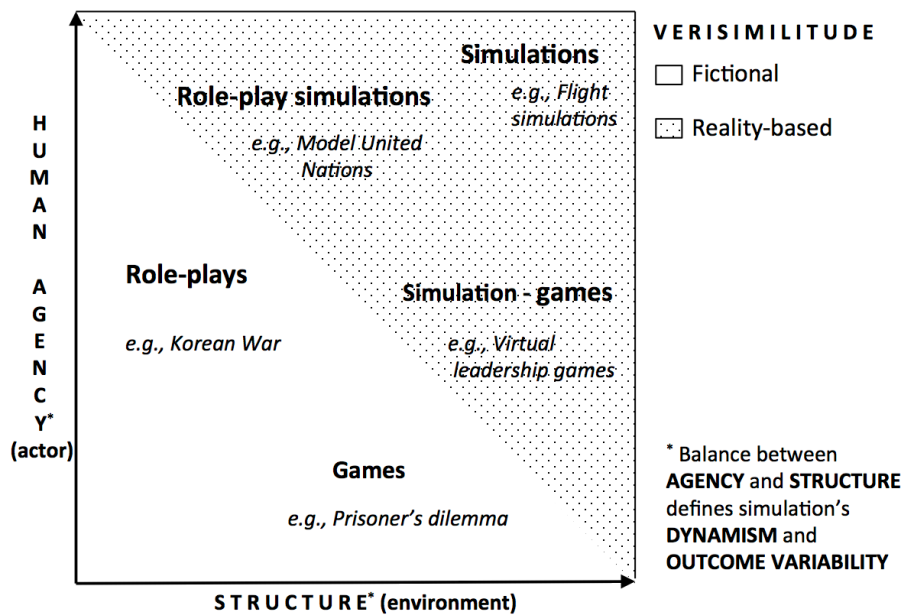 VERISIMILITUDE
Fictional
Reality-based
Simulations
e.g., Flight
simulations
Role-play simulations
e.g., Model United
Nations
HUMAN AGENCY*
(actor)
Role-plays
e.g., Korean War
Simulation - games
e.g., Virtual
leadership games
Games
e.g., Prisoner's dilemma
* Balance between
AGENCY and STRUCTURE
defines simulation's
DYNAMISM and
OUTCOME VARIABILITY
STRUCTURE* (environment)